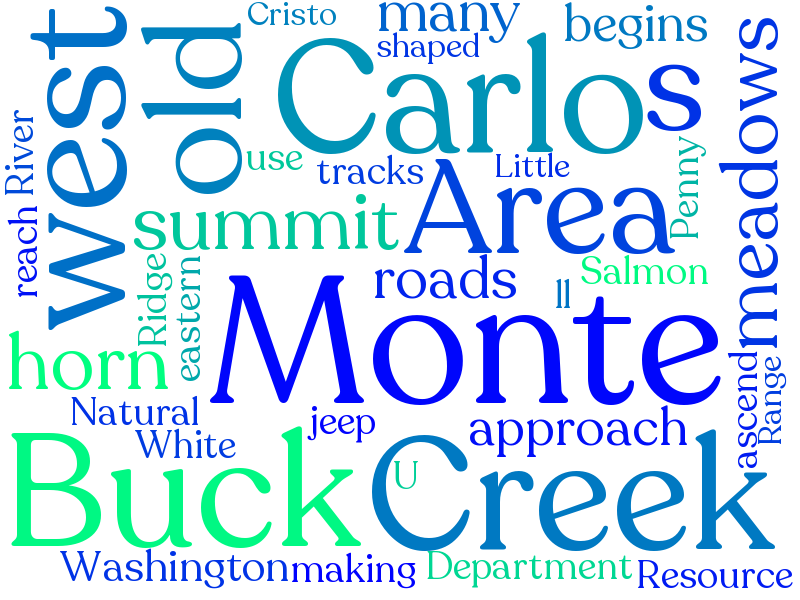 Cristo
many
begins
shaped
west
old
Carlo
s
meadows
River
reach
use
tracks
Little
Penny
Area
summit
roads
Salmon
ll
Ridge
eastern
Monte
horn
ascend
Range
Natural
jeep
approach
White
Buck
Creek
U
Washington
making
Department
Resource